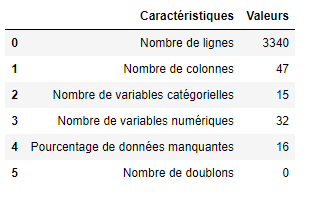 Caractéristiques Valeurs
0 Nombre de lignes 3340
1 Nombre de colonnes 47
2 Nombre de variables catégorielles 15
3 Nombre de variables numériques 32
4 Pourcentage de données manquantes 16
5 Nombre de doublons 0